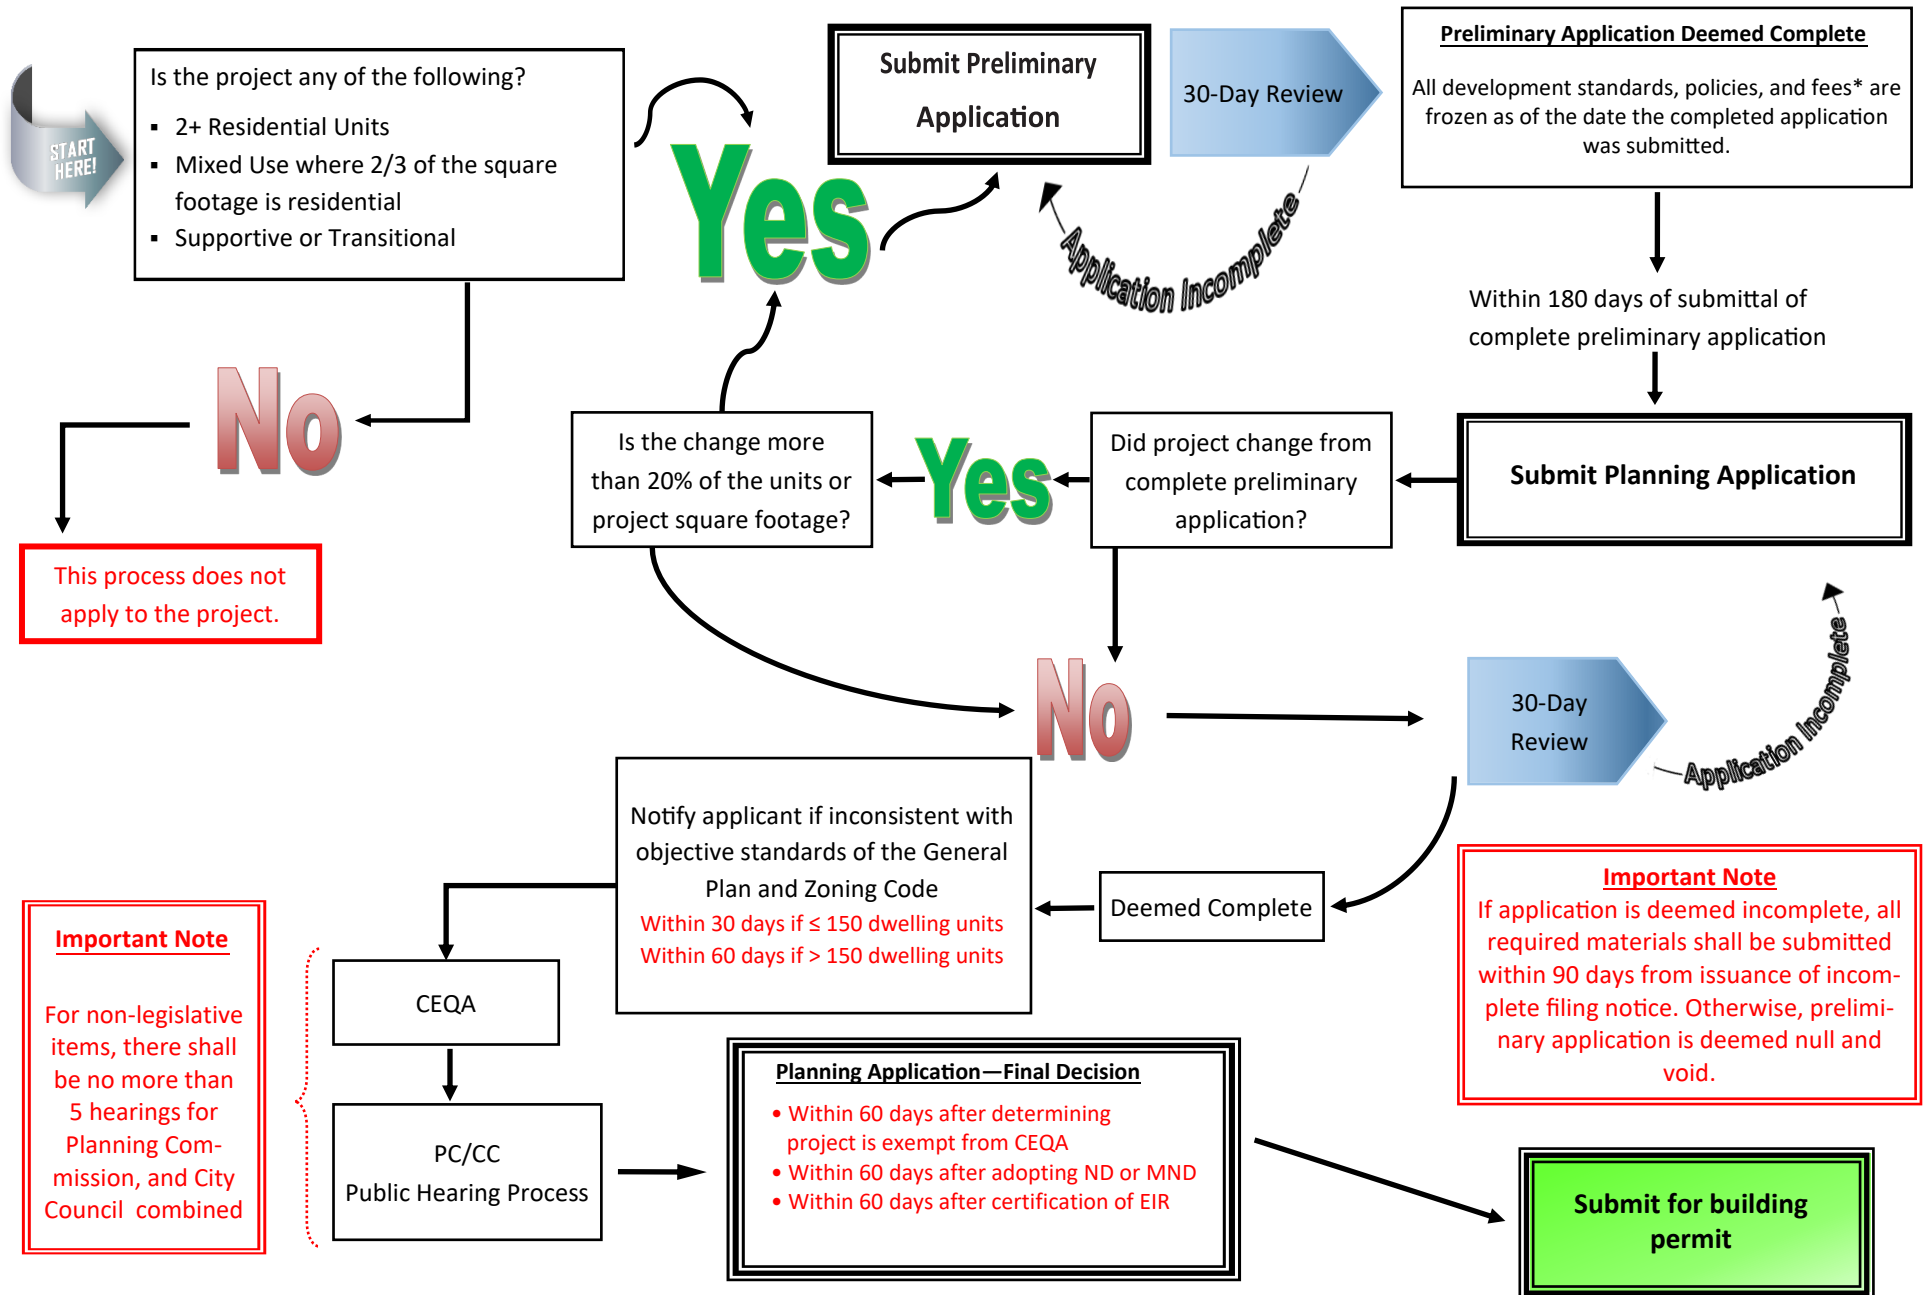 START
HERE!
Is the project any of the following?
▪ 2+ Residential Units
▪ Mixed Use where 2/3 of the square
footage is residential
▪ Supportive or Transitional
Yes
Submit Preliminary
Application
30-Day Review
Application Incomplete
Preliminary Application Deemed Complete
All development standards, policies, and fees* are
frozen as of the date the completed application
was submitted.
Within 180 days of submittal of
complete preliminary application
Submit Planning Application
Did project change from
complete preliminary
application?
Yes
Is the change more
than 20% of the units or
project square footage?
No
This process does not
apply to the project.
No
30-Day
Review
Application Incomplete
Important Note
If application is deemed incomplete, all
required materials shall be submitted
within 90 days from issuance of incom-
plete filing notice. Otherwise, prelimi-
nary application is deemed null and
void.
Deemed Complete
Notify applicant if inconsistent with
objective standards of the General
Plan and Zoning Code
Within 30 days if ≤ 150 dwelling units
Within 60 days if > 150 dwelling units
Important Note
For non-legislative
items, there shall
be no more than
5 hearings for
Planning Com-
mission, and City
Council combined
CEQA
PC/CC
Public Hearing Process
Planning Application—Final Decision
• Within 60 days after determining
project is exempt from CEQA
• Within 60 days after adopting ND or MND
• Within 60 days after certification of EIR
Submit for building
permit